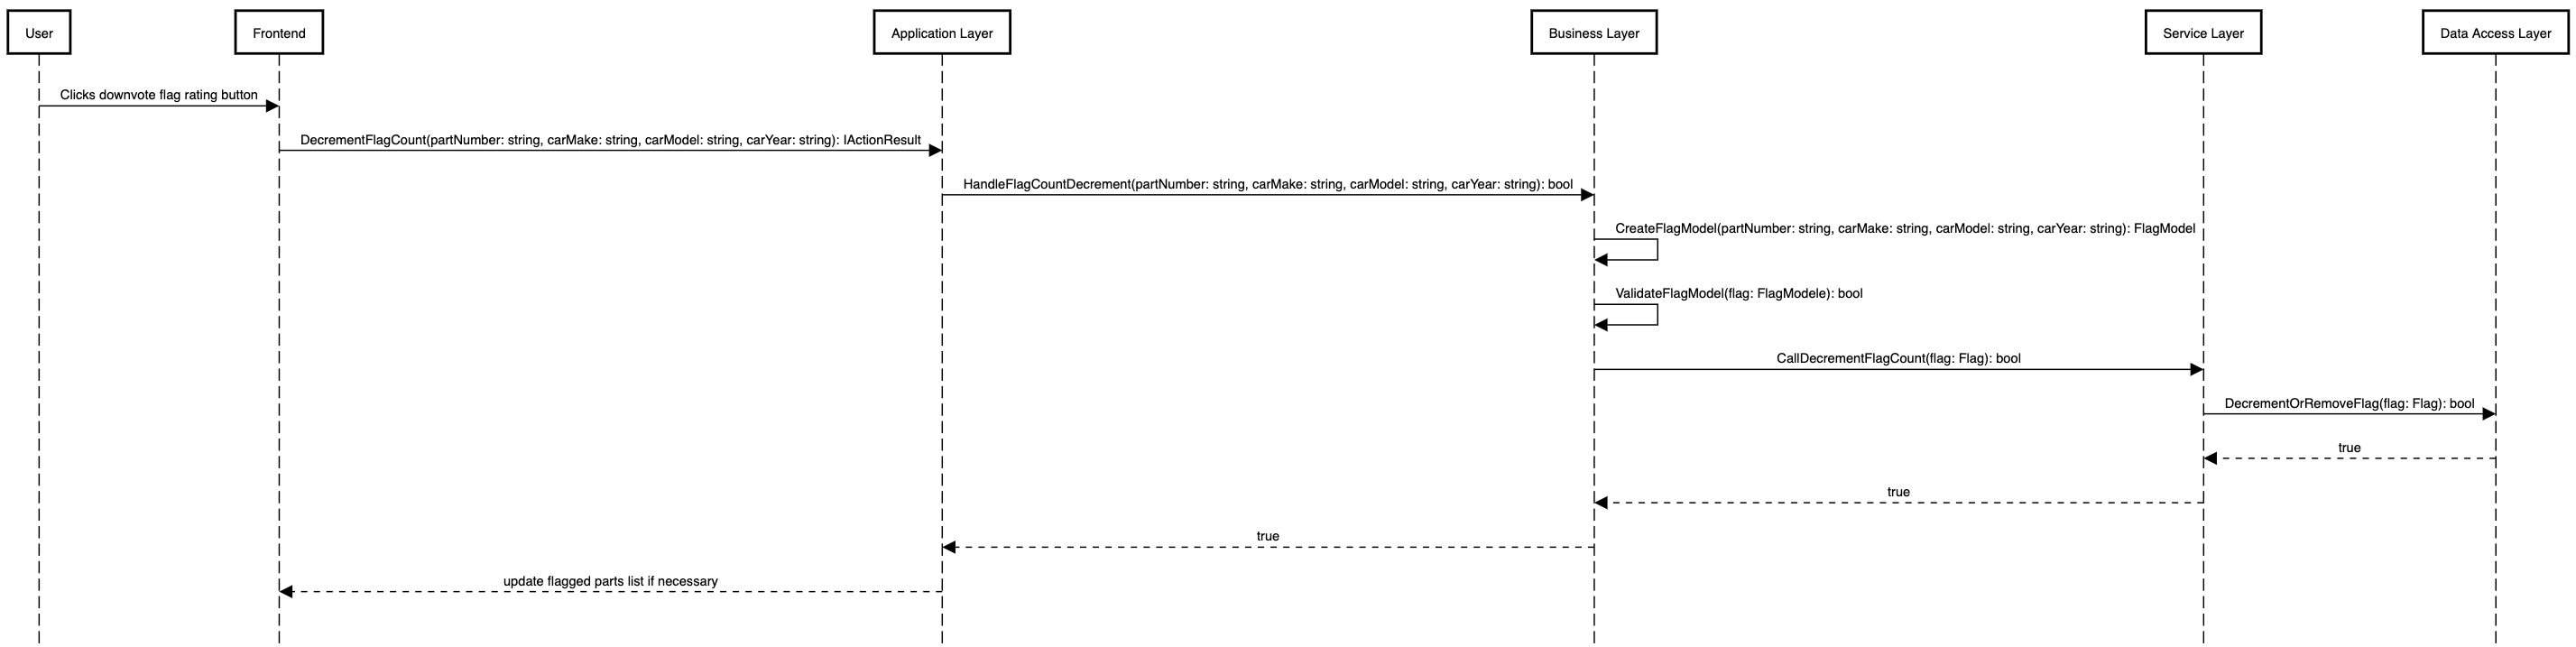 User
Frontend
Application Layer
Business Layer
Service Layer
Data Access Layer
Clicks downvote flag rating button
DecrementFlagCount(partNumber: string, carMake: string, carModel: string, carYear: string): IActionResult
HandleFlagCountDecrement(partNumber: string, carMake: string, carModel: string, carYear: string): bool
CreateFlagModel(partNumber: string, carMake: string, carModel: string, carYear: string): FlagModel
ValidateFlagModel(flag: FlagModele): bool
CallDecrementFlagCount(flag: Flag): bool
DecrementOrRemoveFlag(flag: Flag): bool
true
true
true
update flagged parts list if necessary